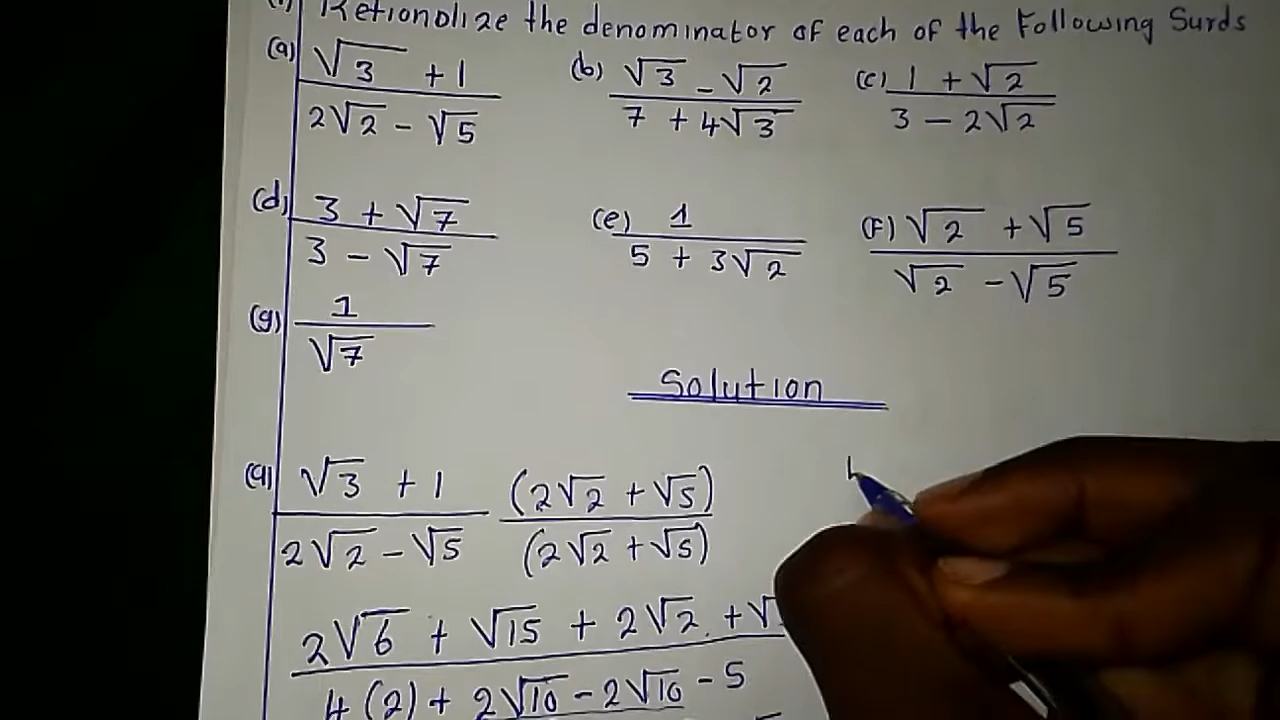 Retionolize the denominator of each of the Following Surds
(a) √3 + 1 / 2√2 - √5 (b) √3 - √2 / 7 + 4√3 (c) 1 + √2 / 3 - 2√2
(d) 3 + √7 / 3 - √7 (e) 1 / 5 + 3√2 (F) √2 + √5 / √2 - √5
(g) 1 / √7
Solution
(a) √3 + 1 / 2√2 - √5 (2√2 + √5) / (2√2 + √5)
2√6 + √15 + 2√2 + √
4(2) + 2√10 - 2√10 - 5